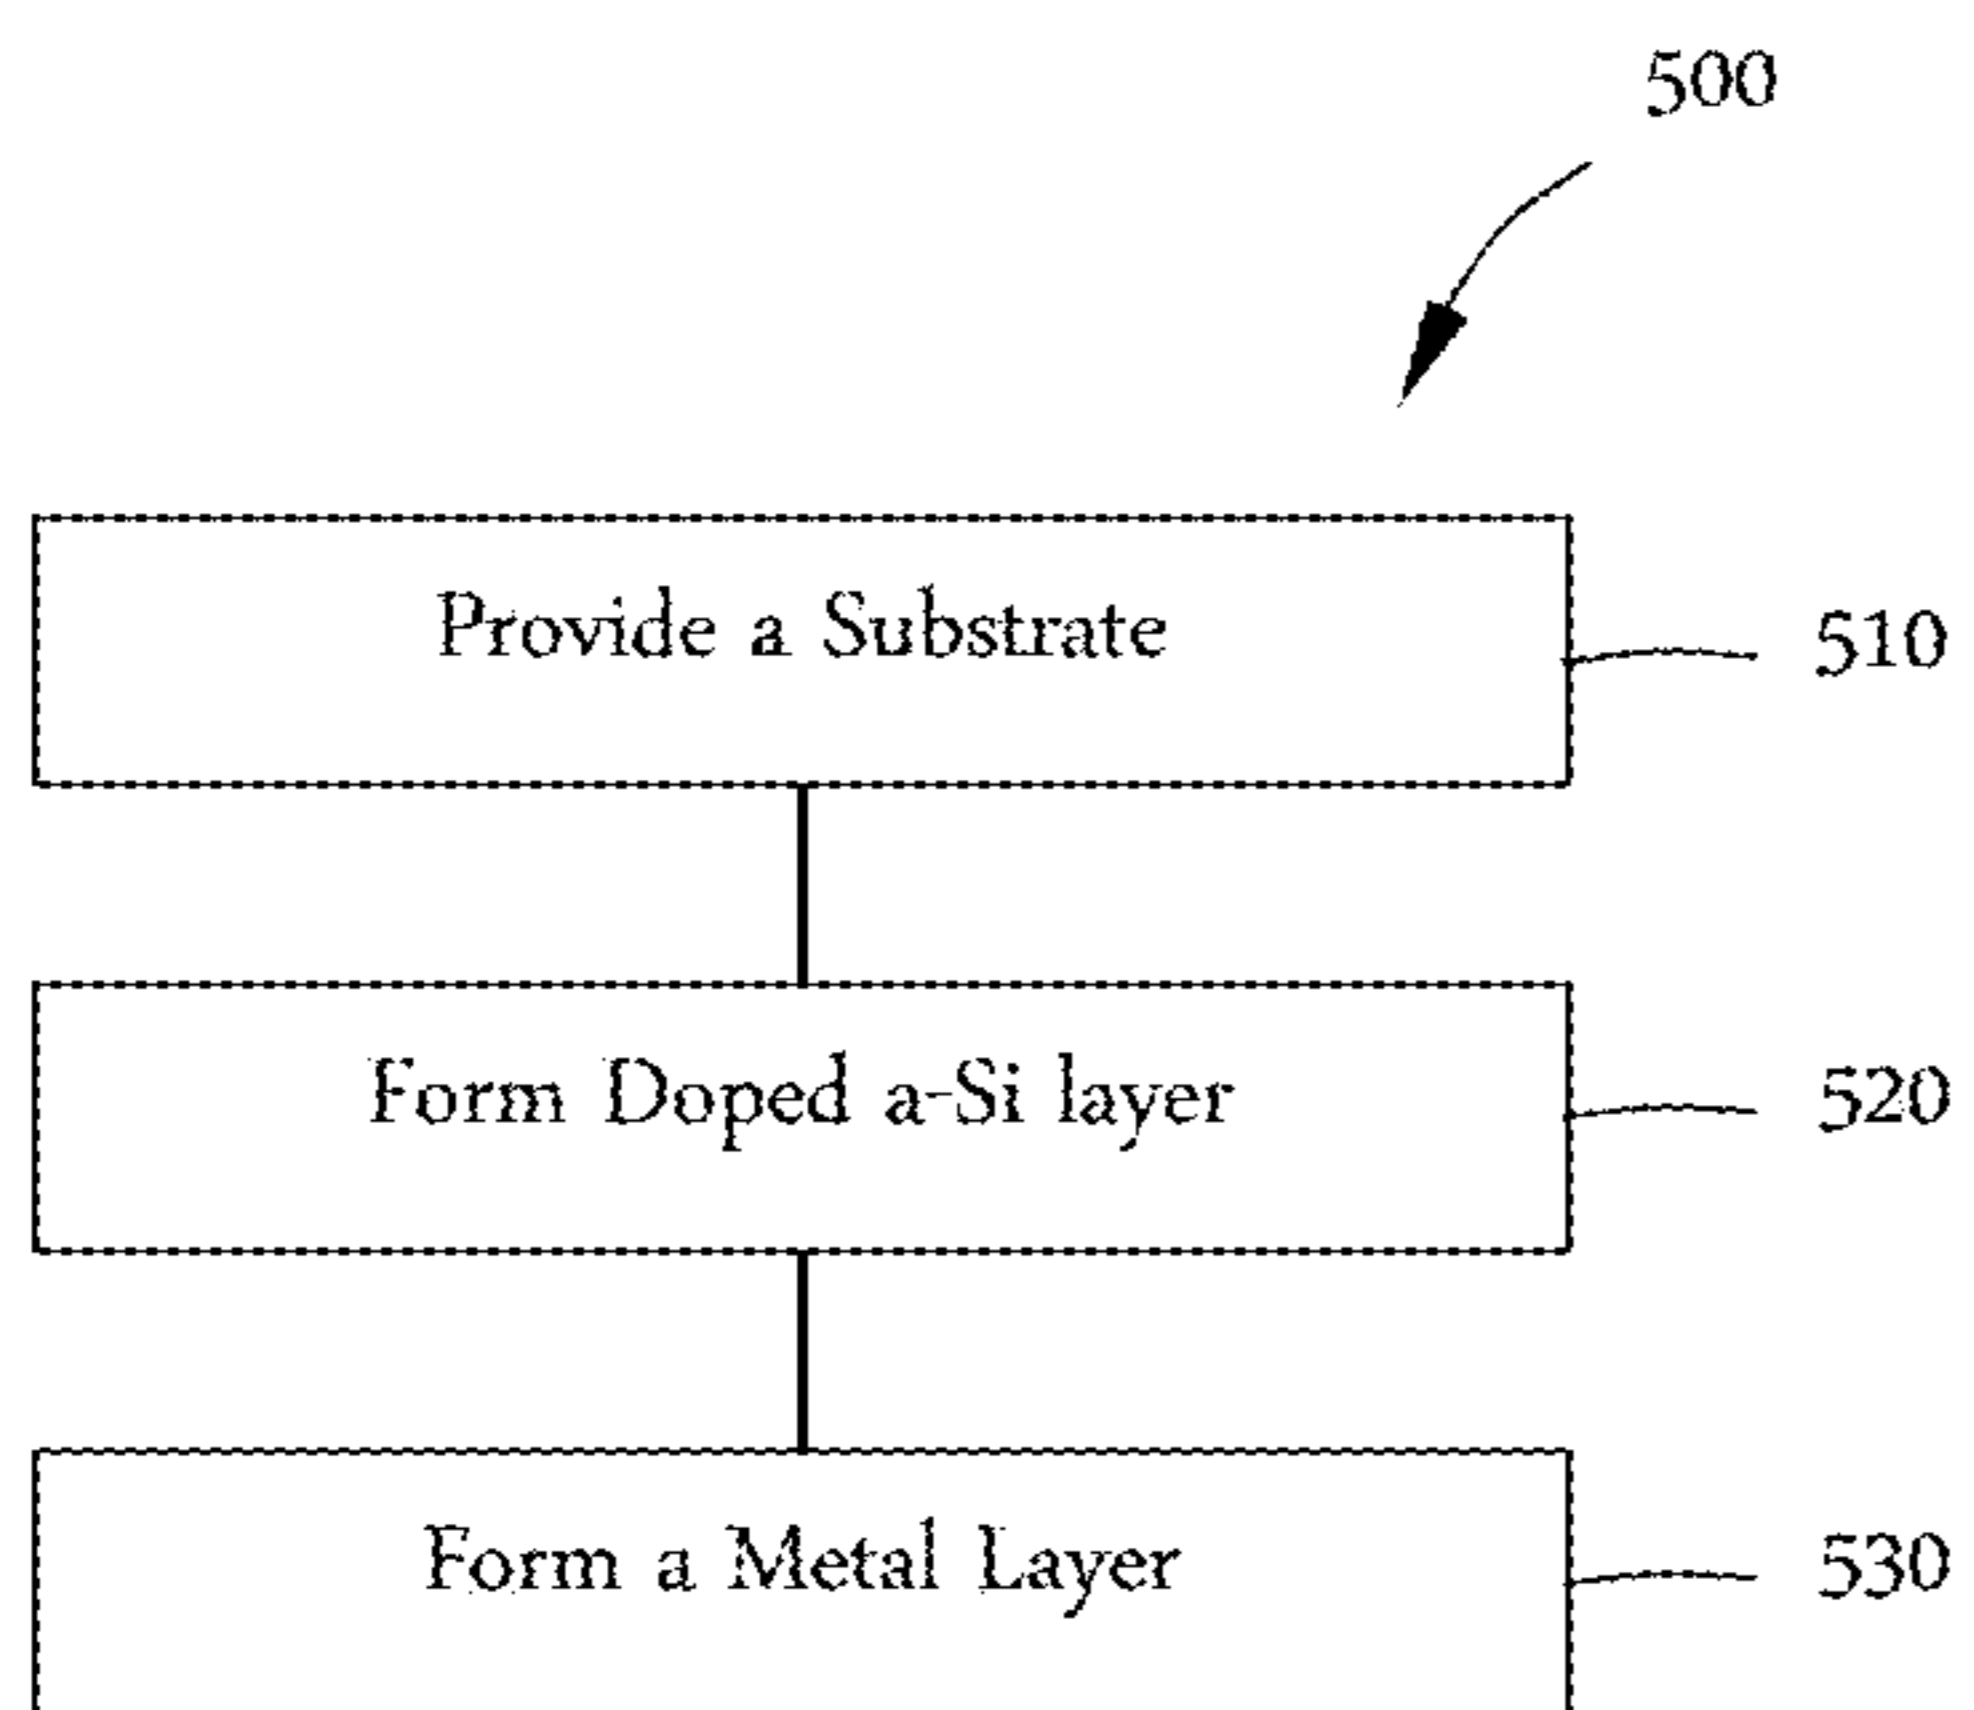 500
Provide a Substrate
510
Form Doped a-Si layer
520
Form a Metal Layer
530